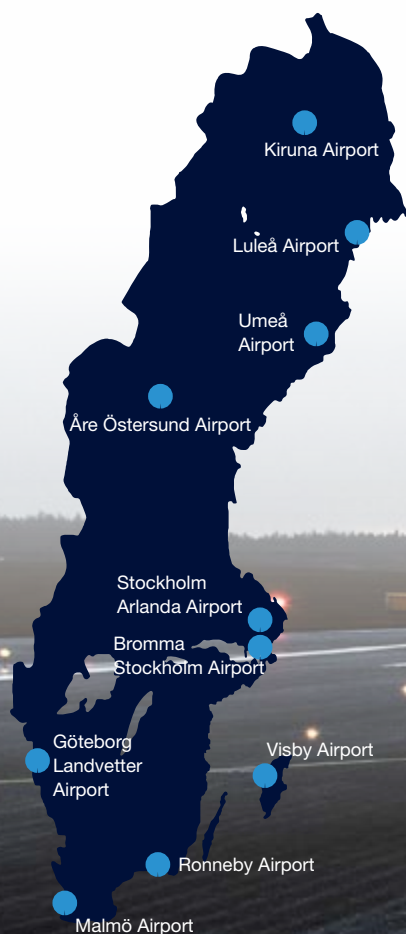 Kiruna Airport
Luleå Airport
Umeå
Airport
Åre Östersund Airport
Stockholm
Arlanda Airport
Bromma
Stockholm Airport
Göteborg
Landvetter
Airport
Visby Airport
Ronneby Airport
Malmö Airport